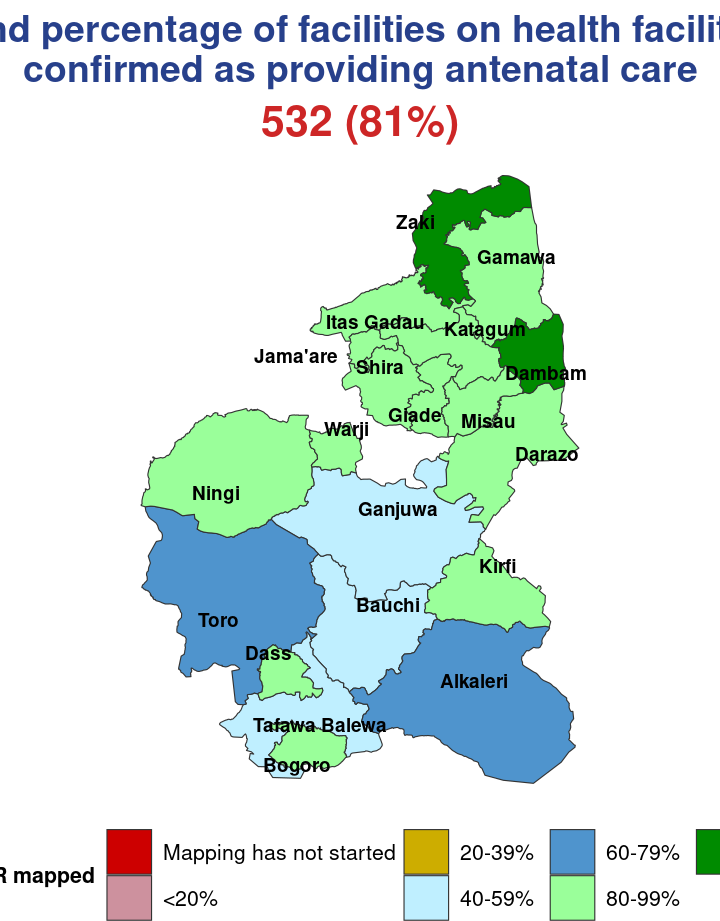 percentage of facilities on health
confirmed as providing antenatal care
532 (81%)
Zaki
Gamawa
Itas Gadau
Katagum
Jama'are
Shira
Dambam
Giade
Misau
Warji
Darazo
Ningi
Ganjuwa
Kirfi
Bauchi
Toro
Dass
Alkaleri
Tafawa Balewa
Bogoro
Mapping has not started
20-39%
60-79%
mapped
<20%
40-59%
80-99%